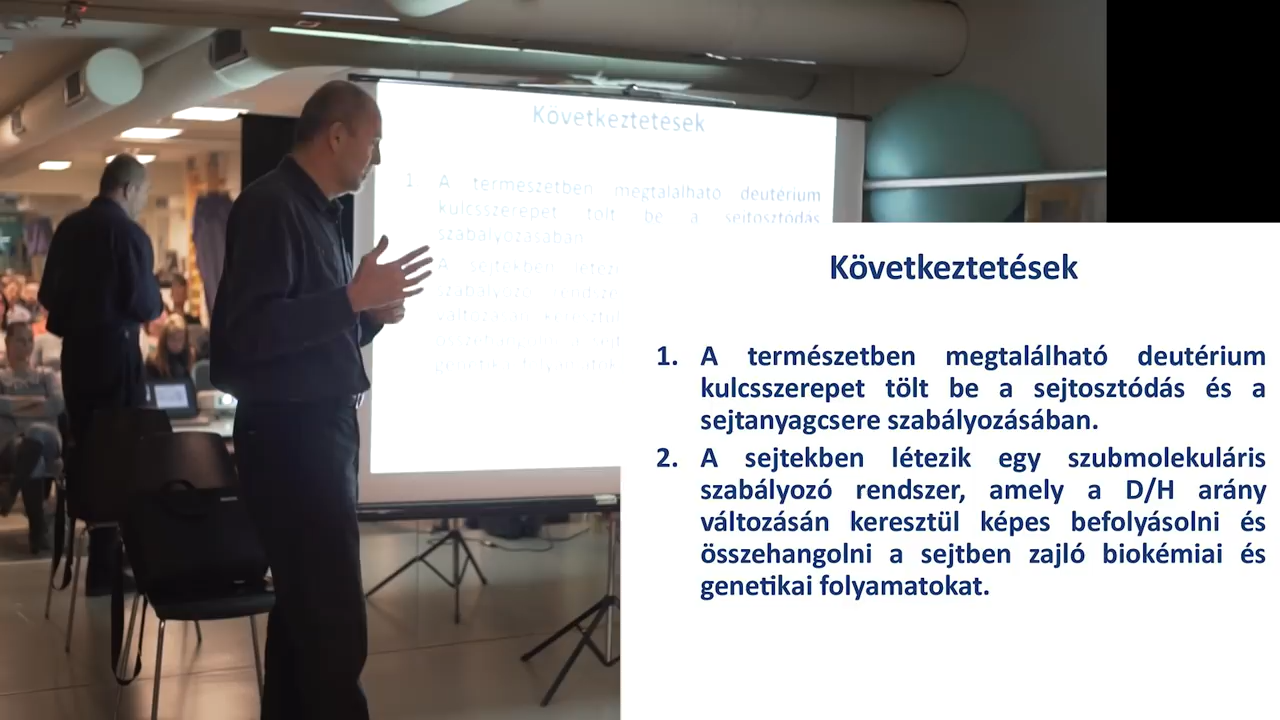 Következtetések
1 A természetben megtalálható deutérium
kulcsszerepet tölt be a sejtosztódás
szabályozásában
A sejtekben
Következtetések
1. A természetben megtalálható deutérium
kulcsszerepet tölt be a sejtosztódás és a
sejtanyagcsere szabályozásában.
2. A sejtekben létezik egy szubmolekuláris
szabályozó rendszer, amely a D/H arány
változásán keresztül képes befolyásolni és
összehangolni a sejtben zajló biokémiai és
genetikai folyamatokat.